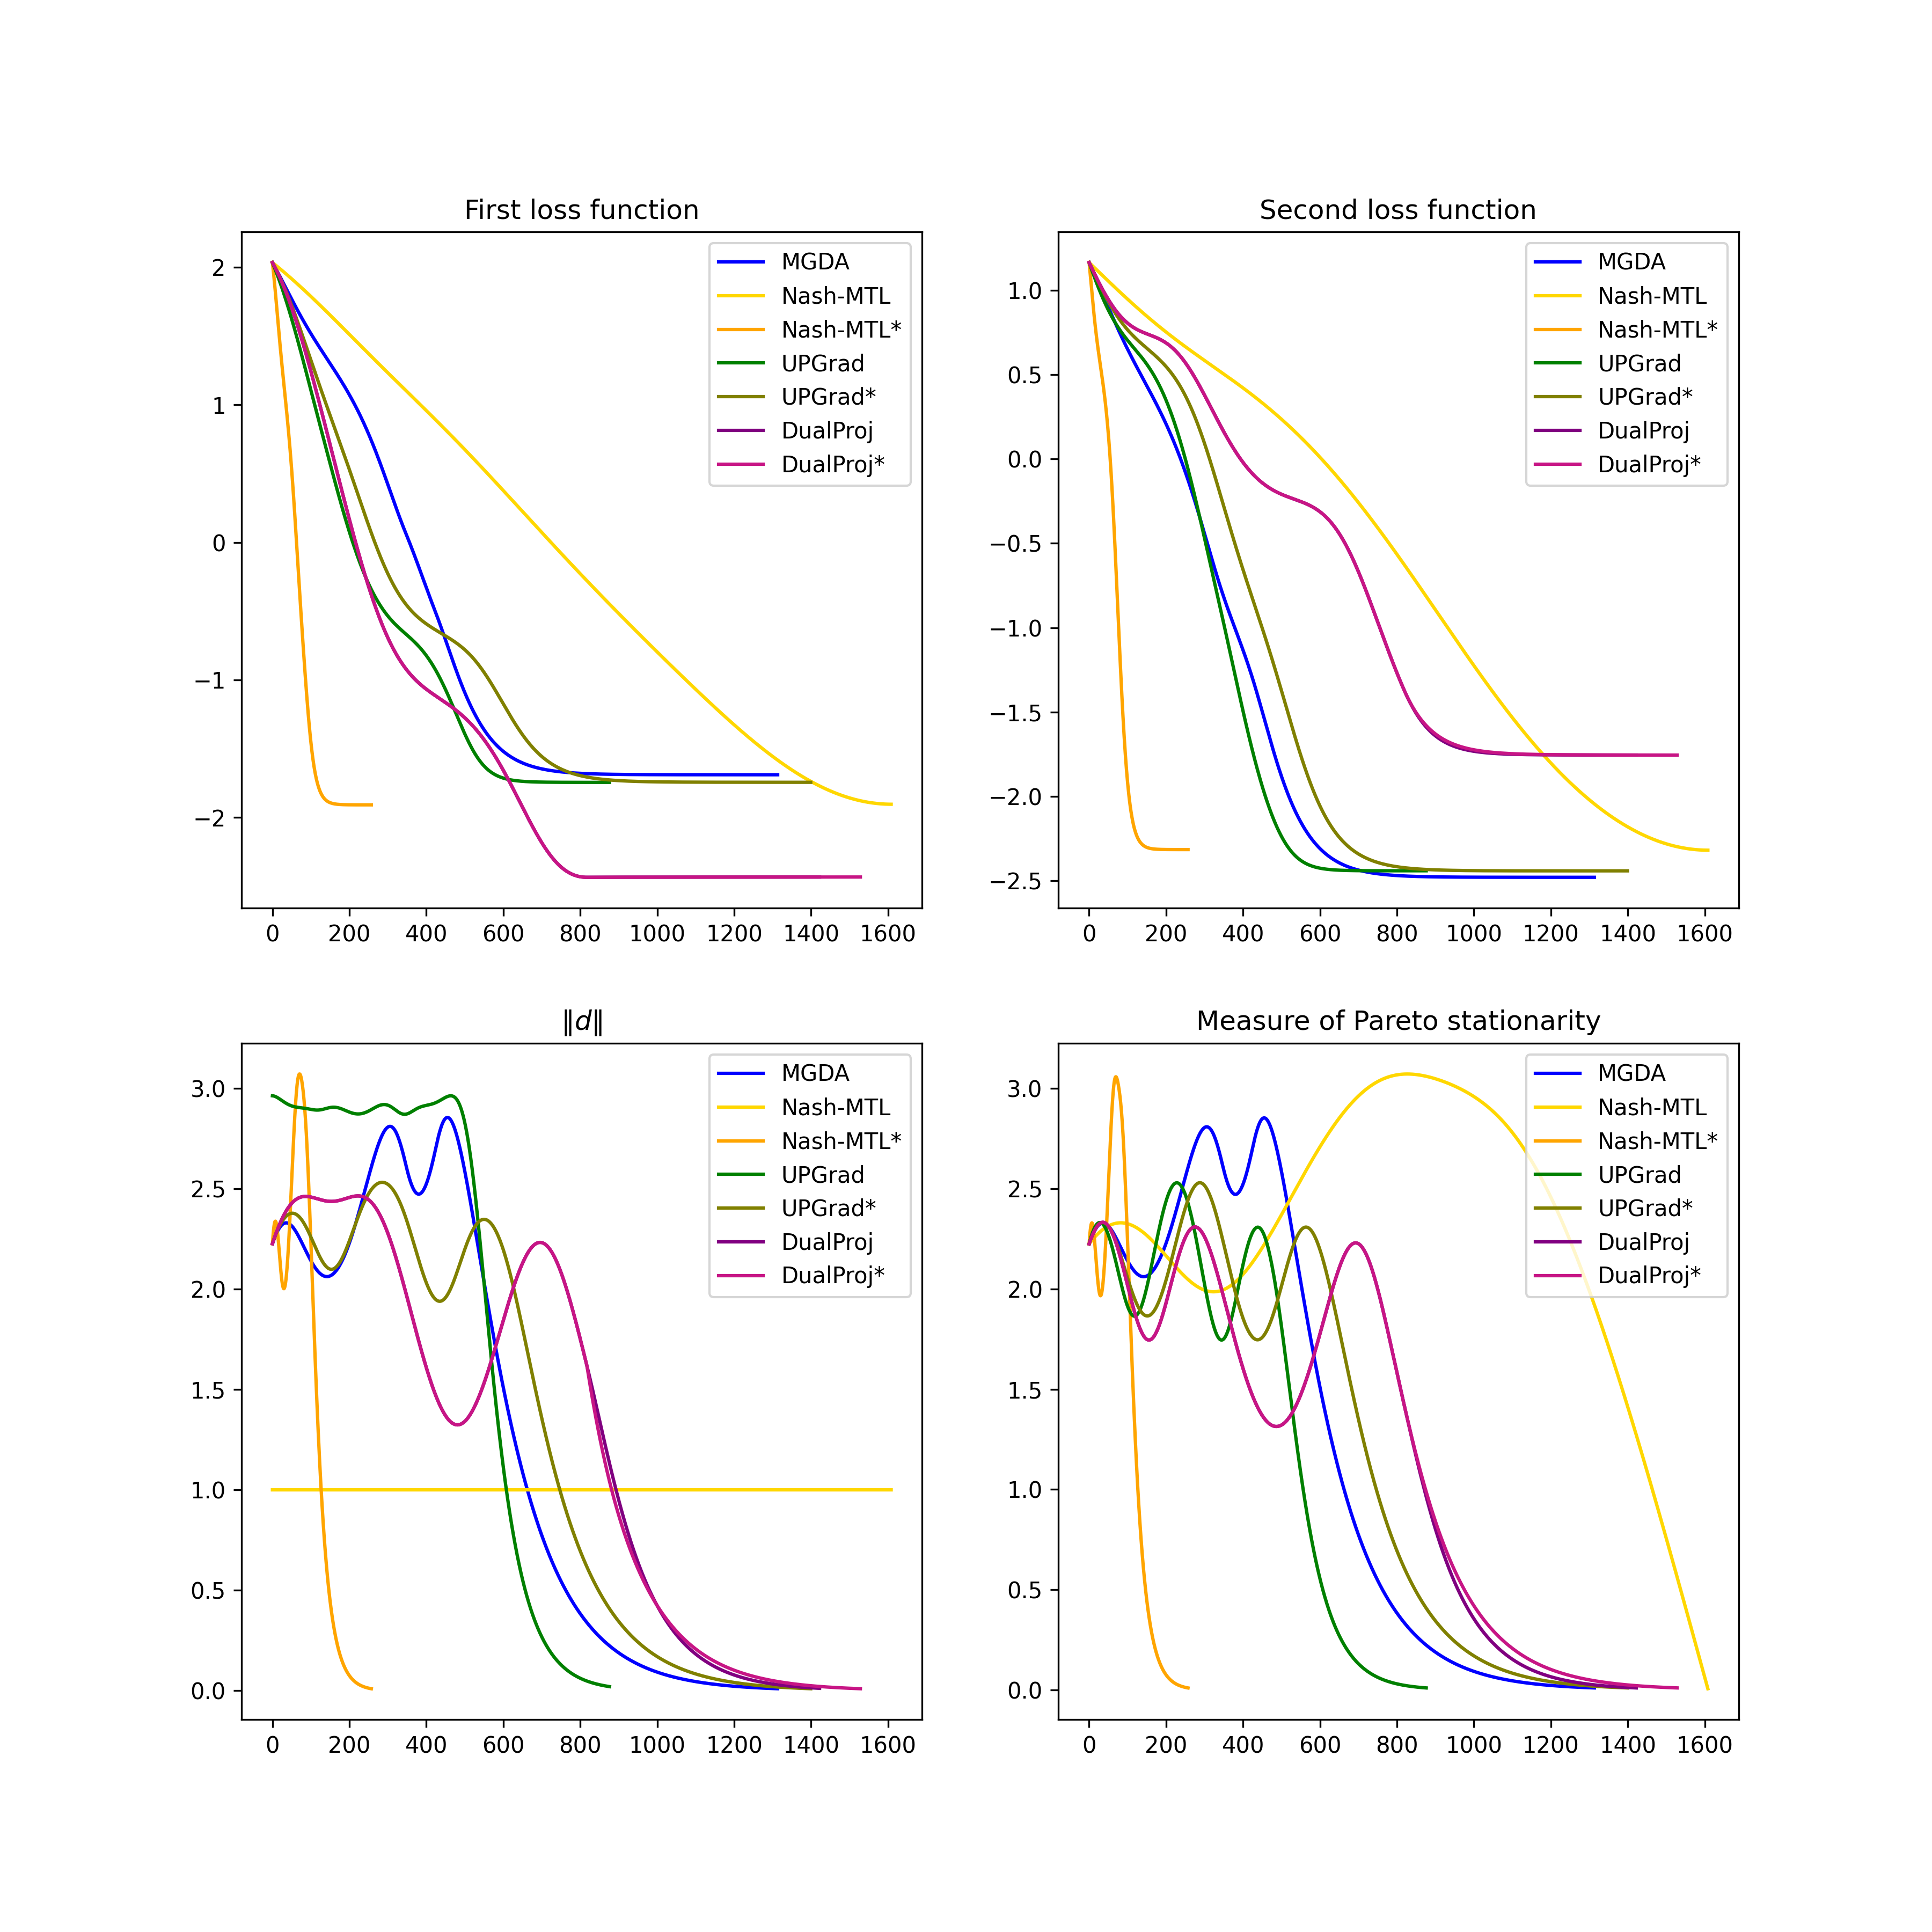 First loss function
2
1
0
−1
−2
0 200 400 600 800 1000 1200 1400 1600
MGDA
Nash-MTL
Nash-MTL*
UPGrad
UPGrad*
DualProj
DualProj*
Second loss function
1.0
0.5
0.0
−0.5
−1.0
−1.5
−2.0
−2.5
0 200 400 600 800 1000 1200 1400 1600
MGDA
Nash-MTL
Nash-MTL*
UPGrad
UPGrad*
DualProj
DualProj*
‖d‖
3.0
2.5
2.0
1.5
1.0
0.5
0.0
0 200 400 600 800 1000 1200 1400 1600
MGDA
Nash-MTL
Nash-MTL*
UPGrad
UPGrad*
DualProj
DualProj*
Measure of Pareto stationarity
3.0
2.5
2.0
1.5
1.0
0.5
0.0
0 200 400 600 800 1000 1200 1400 1600
MGDA
Nash-MTL
Nash-MTL*
UPGrad
UPGrad*
DualProj
DualProj*